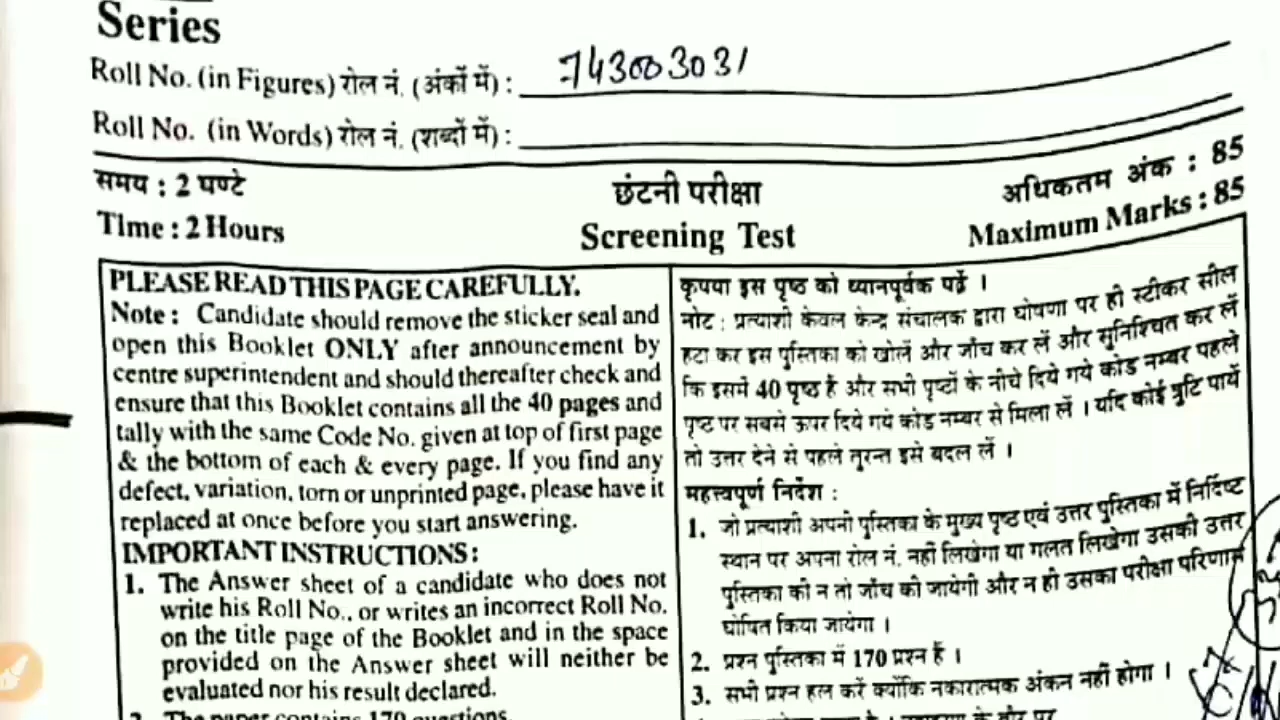 Series
Roll No. (in Figures) रोल नं. (अंकों में) : 743003031
Roll No. (in Words) रोल नं. (शब्दों में) :
समय : 2 घण्टे
छंटनी परीक्षा
अधिकतम अंक : 85
Time : 2 Hours
Screening Test
Maximum Marks : 85
PLEASE READ THIS PAGE CAREFULLY.
Note : Candidate should remove the sticker seal and
open this Booklet ONLY after announcement by
centre superintendent and should thereafter check and
ensure that this Booklet contains all the 40 pages and
tally with the same Code No. given at top of first page
& the bottom of each & every page. If you find any
defect, variation, torn or unprinted page, please have it
replaced at once before you start answering.
IMPORTANT INSTRUCTIONS :
1. The Answer sheet of a candidate who does not
write his Roll No., or writes an incorrect Roll No.
on the title page of the Booklet and in the space
provided on the Answer sheet will neither be
evaluated nor his result declared.
2. The paper contains 170 questions.
कृपया इस पृष्ठ को ध्यानपूर्वक पढ़ें ।
नोट : प्रत्याशी केवल केन्द्र संचालक द्वारा घोषणा पर ही स्टीकर सील
हटा कर इस पुस्तिका को खोलें और जाँच कर लें और सुनिश्चित कर लें
कि इसमें 40 पृष्ठ हैं और सभी पृष्टों के नीचे दिये गये कोड नम्बर पहले
पृष्ठ पर सबसे ऊपर दिये गये कोड नम्बर से मिला लें । यदि कोई त्रुटि पायें
तो उत्तर देने से पहले तुरन्त इसे बदल लें ।
महत्त्वपूर्ण निर्देश :
1. जो प्रत्याशी अपनी पुस्तिका के मुख्य पृष्ठ एवं उत्तर पुस्तिका में निर्दिष्ट
स्थान पर अपना रोल नं. नहीं लिखेगा या गलत लिखेगा उसकी उत्तर
पुस्तिका की न तो जाँच की जायेगी और न ही उसका परीक्षा परिणाम
घोषित किया जायेगा ।
2. प्रश्न पुस्तिका में 170 प्रश्न हैं ।
3. सभी प्रश्न हल करें क्योंकि नकारात्मक अंकन नहीं होगा ।